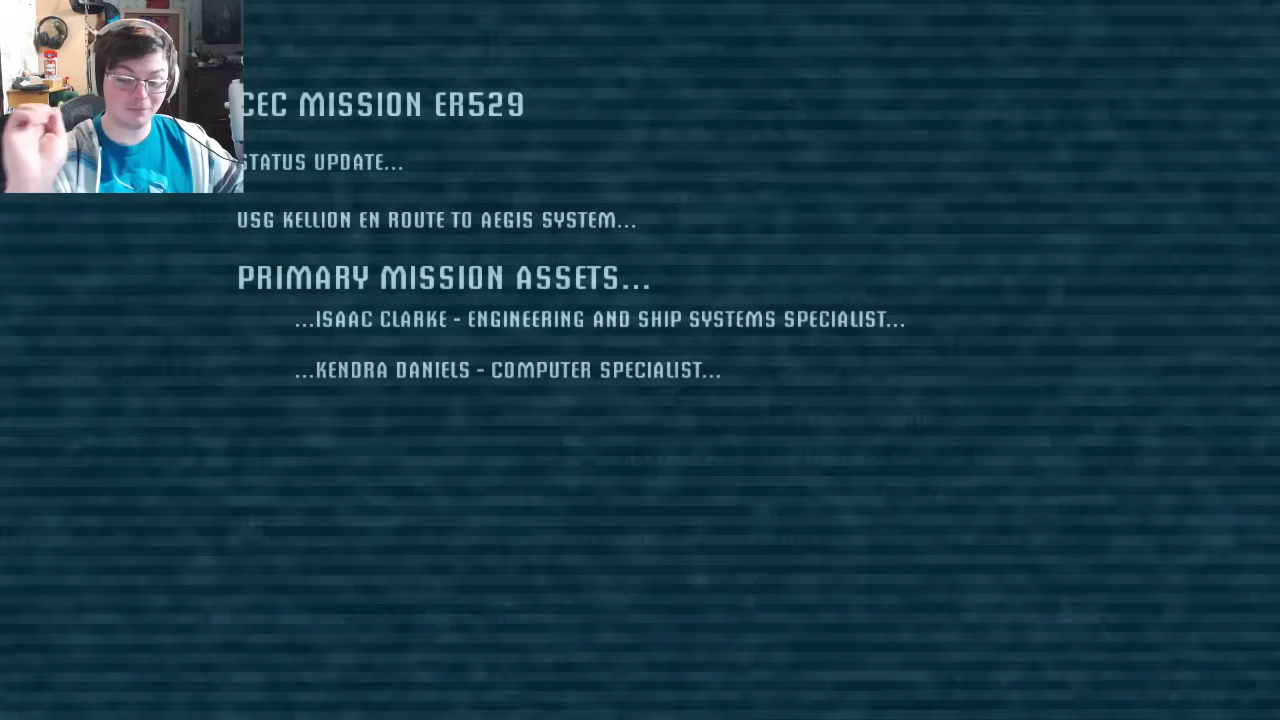 CEC MISSION ER529
STATUS UPDATE...
USG KELLION EN ROUTE TO AEGIS SYSTEM...
PRIMARY MISSION ASSETS...
...ISAAC CLARKE - ENGINEERING AND SHIP SYSTEMS SPECIALIST...
...KENDRA DANIELS - COMPUTER SPECIALIST...